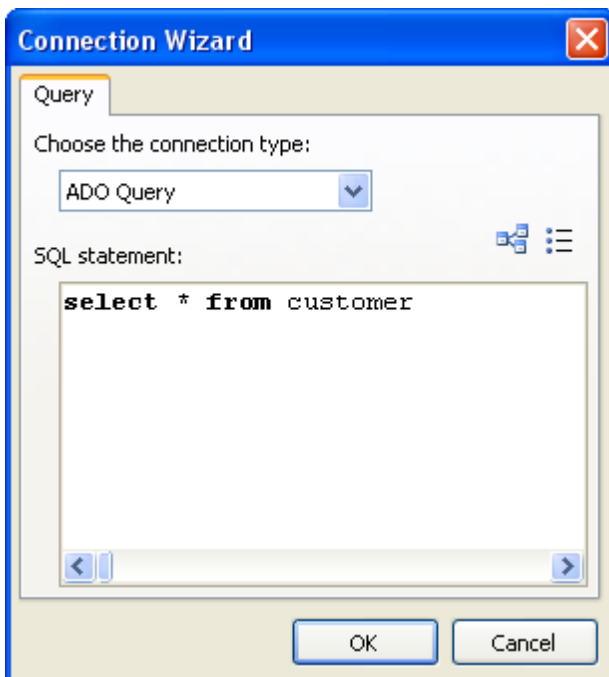 Connection Wizard
Query
Choose the connection type:
ADO Query
SQL statement:
select * from customer
OK Cancel